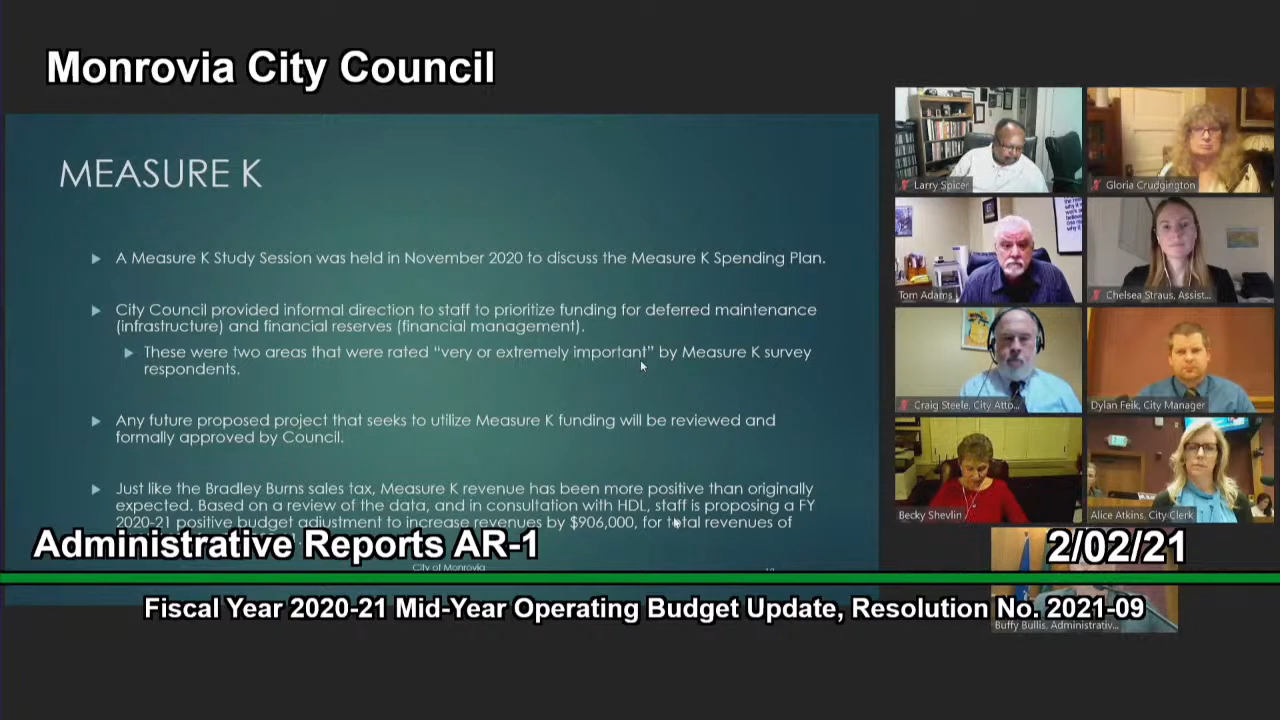 Monrovia City Council
MEASURE K
A Measure K Study Session was held in November 2020 to discuss the Measure K Spending Plan.
City Council provided informal direction to staff to prioritize funding for deferred maintenance
(infrastructure) and financial reserves (financial management).
These were two areas that were rated “very or extremely important” by Measure K survey
respondents.
Any future proposed project that seeks to utilize Measure K funding will be reviewed and
formally approved by Council.
Just like the Bradley Burns sales tax, Measure K revenue has been more positive than originally
expected. Based on a review of the data, and in consultation with HDL, staff is proposing a FY
2020-21 positive budget adjustment to increase revenues by $906,000, for total revenues of
City of Monrovia
Larry Spicer
Gloria Crudgington
Tom Adams
Chelsea Straus, Assist...
Craig Steele, City Atto...
Dylan Feik, City Manager
Becky Shevlin
Alice Atkins, City Clerk
Buffy Bullis, Administrativ...
Administrative Reports AR-1
2/02/21
Fiscal Year 2020-21 Mid-Year Operating Budget Update, Resolution No. 2021-09